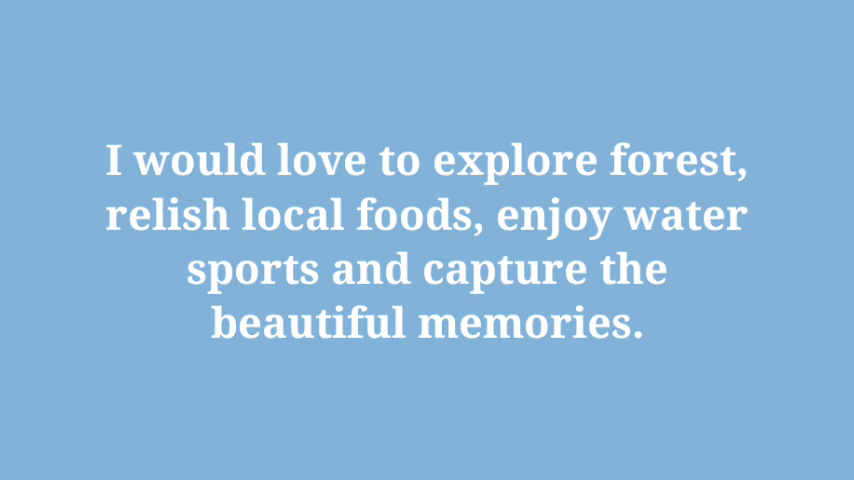 I would love to explore forest,
relish local foods, enjoy water
sports and capture the
beautiful memories.